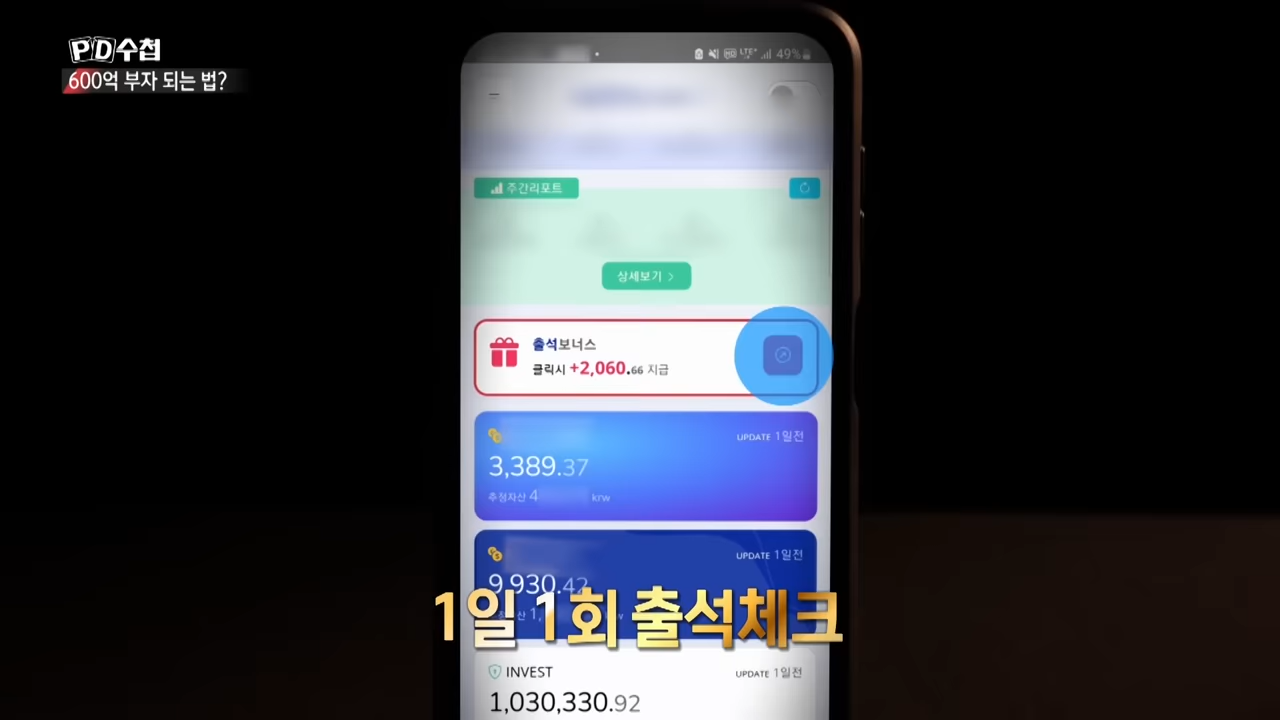 PD수첩
600억 부자 되는 법?
LTE+ 49%
주간리포트
상세보기 >
출석보너스
클릭시 +2,060.66 지급
UPDATE 1일전
3,389.37
추정자산 4 krw
UPDATE 1일전
9,930.42
산 1,
1일 1회 출석체크
INVEST
UPDATE 1일전
1,030,330.92